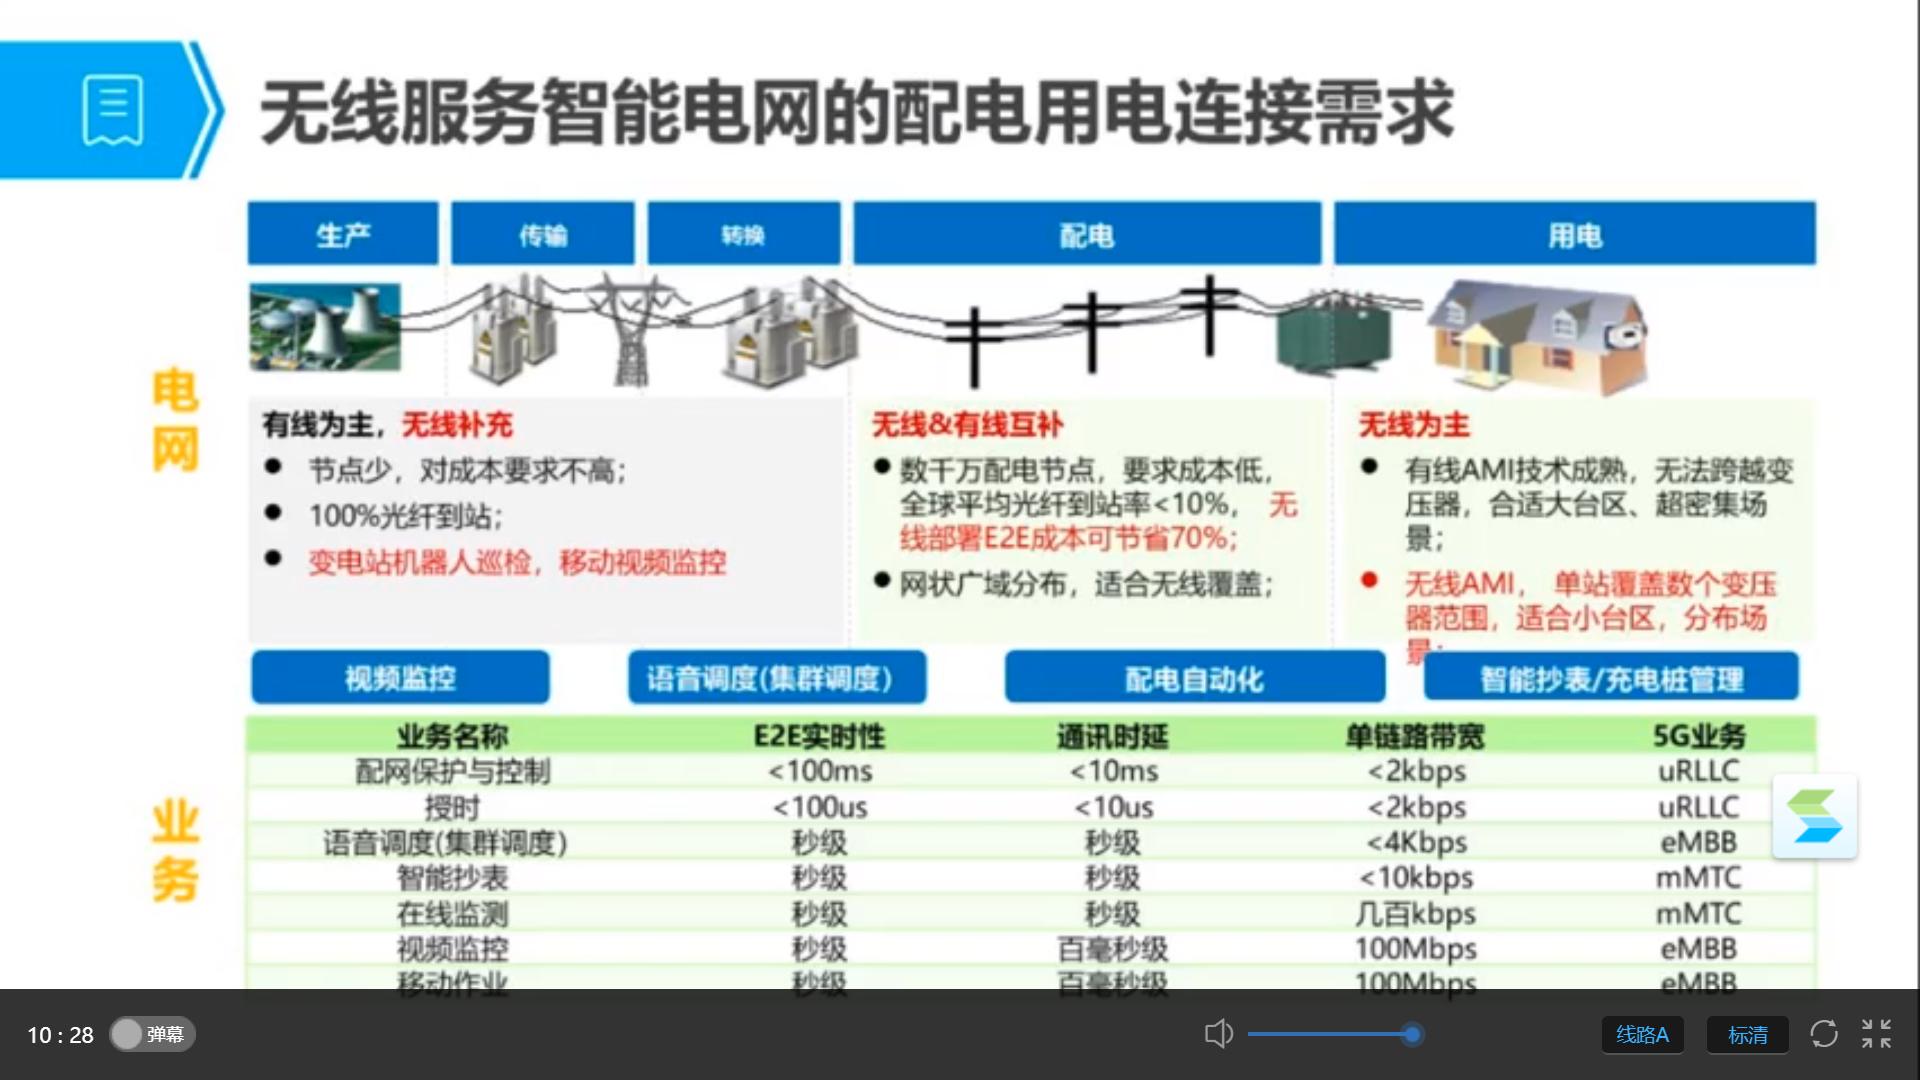 无线服务智能电网的配电用电连接需求
生产 传输 转换 配电 用电
电网
有线为主，无线补充
● 节点少，对成本要求不高；
● 100%光纤到站；
● 变电站机器人巡检，移动视频监控
无线&有线互补
● 数千万配电节点，要求成本低，
全球平均光纤到站率<10%， 无
线部署E2E成本可节省70%；
● 网状广域分布，适合无线覆盖；
无线为主
● 有线AMI技术成熟，无法跨越变
压器，合适大台区、超密集场
景；
● 无线AMI， 单站覆盖数个变压
器范围，适合小台区，分布场
景；
视频监控 语音调度(集群调度) 配电自动化 智能抄表/充电桩管理
业务
业务名称 E2E实时性 通讯时延 单链路带宽 5G业务
配网保护与控制 <100ms <10ms <2kbps uRLLC
授时 <100us <10us <2kbps uRLLC
语音调度(集群调度) 秒级 秒级 <4Kbps eMBB
智能抄表 秒级 秒级 <10kbps mMTC
在线监测 秒级 秒级 几百kbps mMTC
视频监控 秒级 百毫秒级 100Mbps eMBB
移动作业 秒级 百毫秒级 100Mbps eMBB
10 : 28 弹幕 线路A 标清